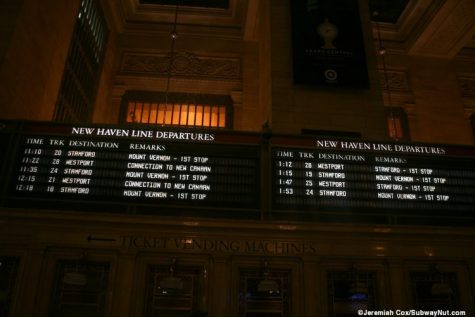 NEW HAVEN LINE DEPARTURES
TIME TRK DESTINATION REMARKS
11:10 20 STAMFORD MOUNT VERNON - 1ST STOP
11:22 28 WESTPORT CONNECTION TO NEW CANAAN
11:35 24 STAMFORD MOUNT VERNON - 1ST STOP
12:15 21 WESTPORT CONNECTION TO NEW CANAAN
12:18 18 STAMFORD MOUNT VERNON - 1ST STOP
NEW HAVEN LINE DEPARTURES
TIME TRK DESTINATION REMARKS
1:12 28 WESTPORT STAMFORD - 1ST STOP
1:15 19 STAMFORD MOUNT VERNON - 1ST STOP
1:47 25 WESTPORT STAMFORD - 1ST STOP
1:53 24 STAMFORD MOUNT VERNON - 1ST STOP
TICKET VENDING MACHINES
© Jeremiah Cox/SubwayNut.com